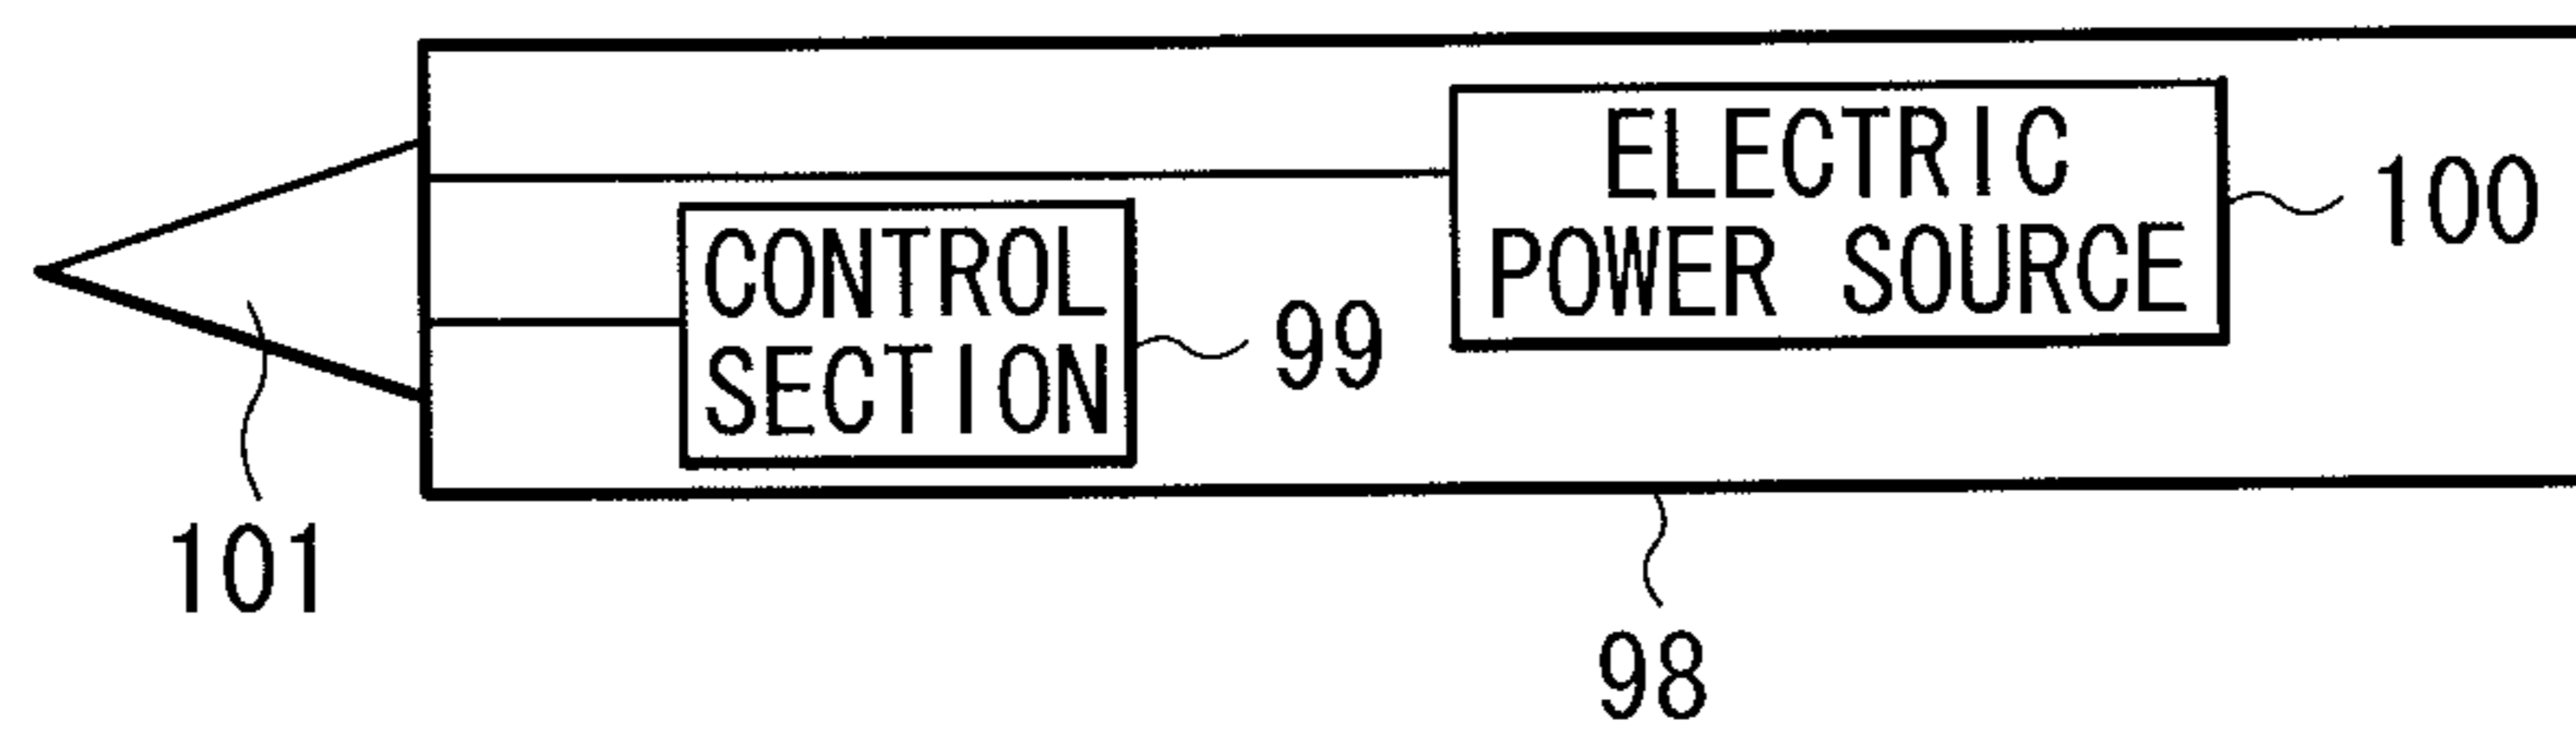 ELECTRIC
POWER SOURCE
100
CONTROL
SECTION
99
101
98